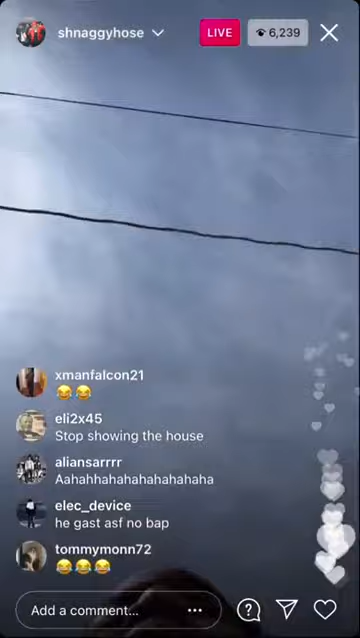 shnaggyhose
LIVE
6,239
xmanfalcon21
😂😂
eli2x45
Stop showing the house
aliansarrrr
Aahahhahahahahahahaha
elec_device
he gast asf no bap
tommymonn72
😂😂😂
Add a comment...